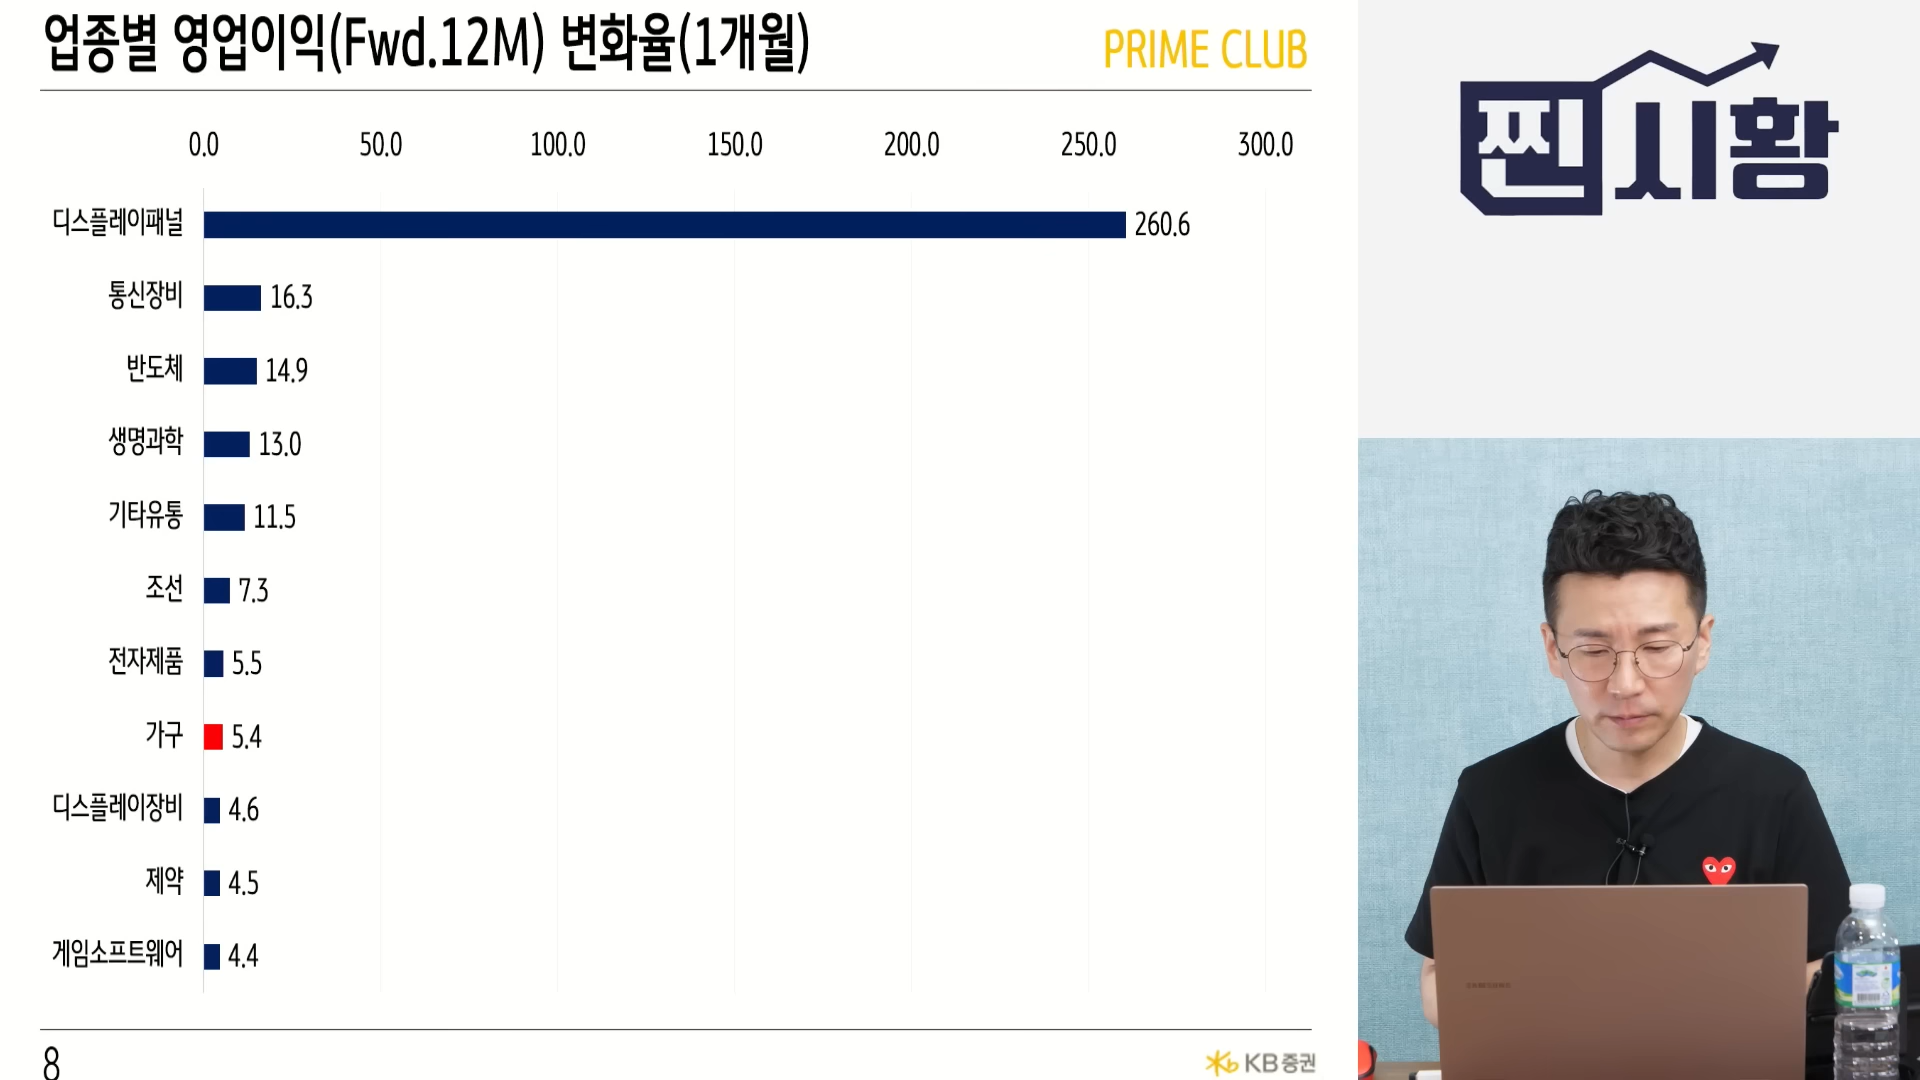 업종별 영업이익(Fwd.12M) 변화율(1개월)
PRIME CLUB
찐시황
0.0 50.0 100.0 150.0 200.0 250.0 300.0
디스플레이패널 260.6
통신장비 16.3
반도체 14.9
생명과학 13.0
기타유통 11.5
조선 7.3
전자제품 5.5
가구 5.4
디스플레이장비 4.6
제약 4.5
게임소프트웨어 4.4
8
KB증권
SAMSUNG